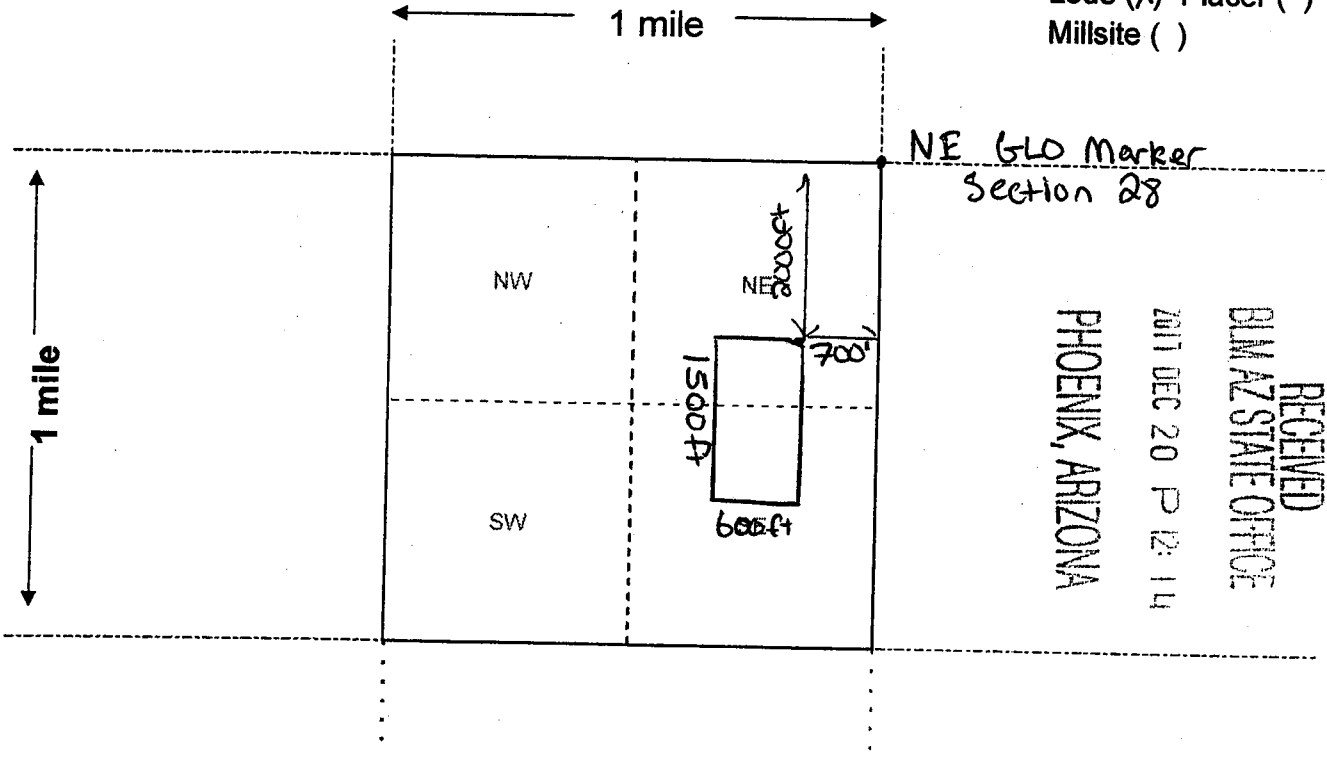 1 mile
Lode (X) Placer ( )
Millsite ( )
NE GLO Marker
Section 28
1 mile
NW
NE
2000ft
700'
1500ft
SW
600ft
RECEIVED
BLM AZ STATE OFFICE
2017 DEC 20 P 12: 14
PHOENIX, ARIZONA